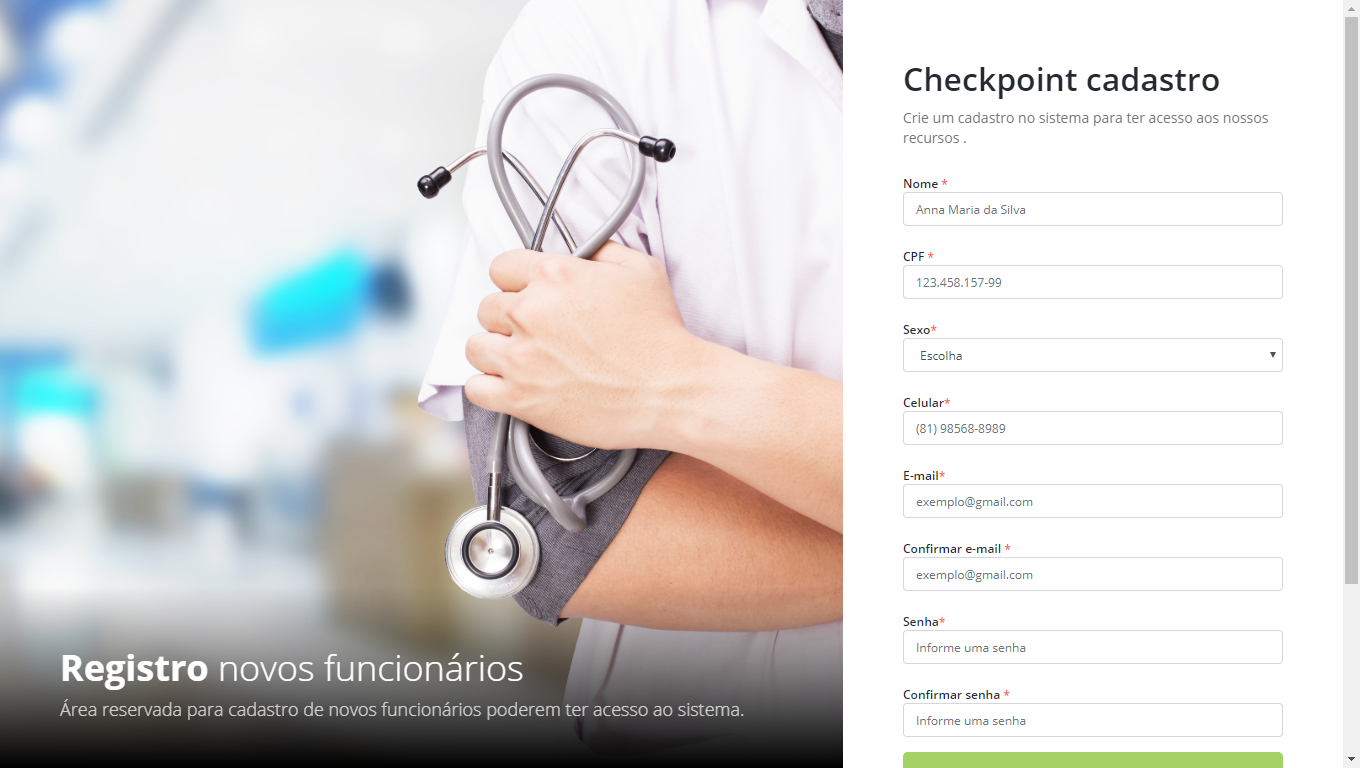 Registro novos funcionários
Área reservada para cadastro de novos funcionários poderem ter acesso ao sistema.
Checkpoint cadastro
Crie um cadastro no sistema para ter acesso aos nossos
recursos .
Nome *
Anna Maria da Silva
CPF *
123.458.157-99
Sexo*
Escolha
Celular*
(81) 98568-8989
E-mail*
exemplo@gmail.com
Confirmar e-mail *
exemplo@gmail.com
Senha*
Informe uma senha
Confirmar senha *
Informe uma senha